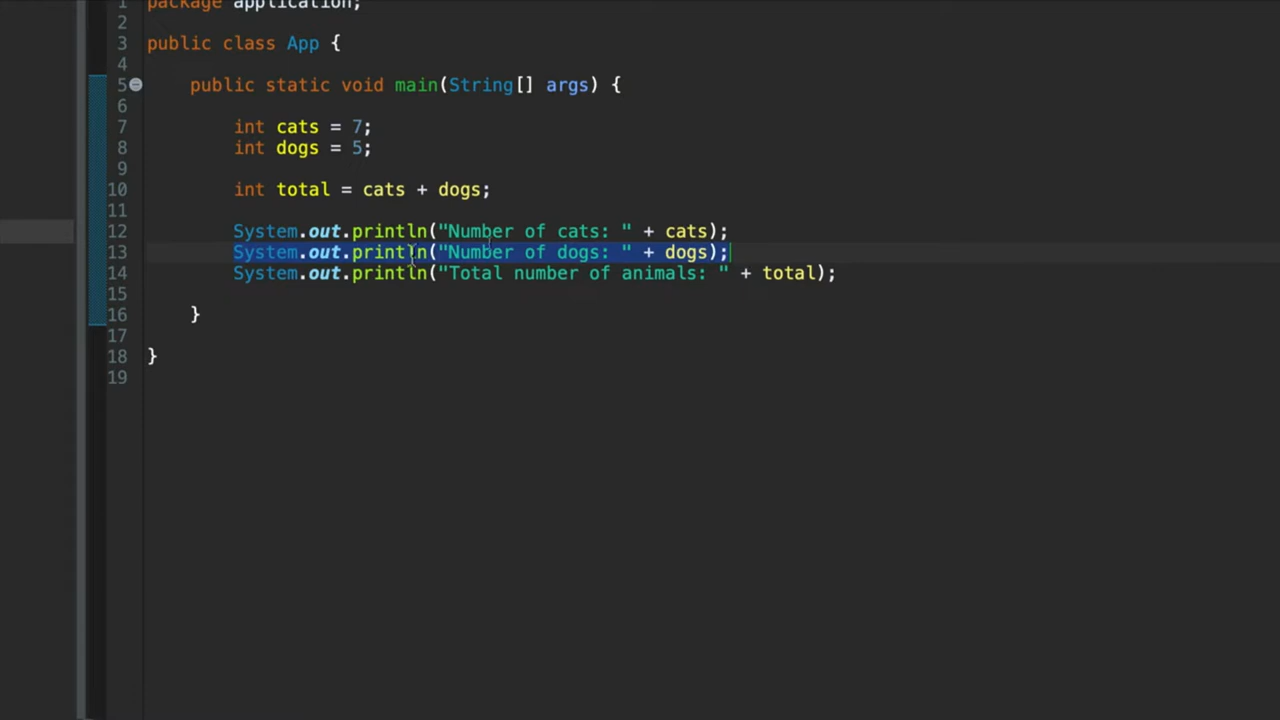 1 package application;
2
3 public class App {
4
5 public static void main(String[] args) {
6
7 int cats = 7;
8 int dogs = 5;
9
10 int total = cats + dogs;
11
12 System.out.println("Number of cats: " + cats);
13 System.out.println("Number of dogs: " + dogs);
14 System.out.println("Total number of animals: " + total);
15
16 }
17
18 }
19